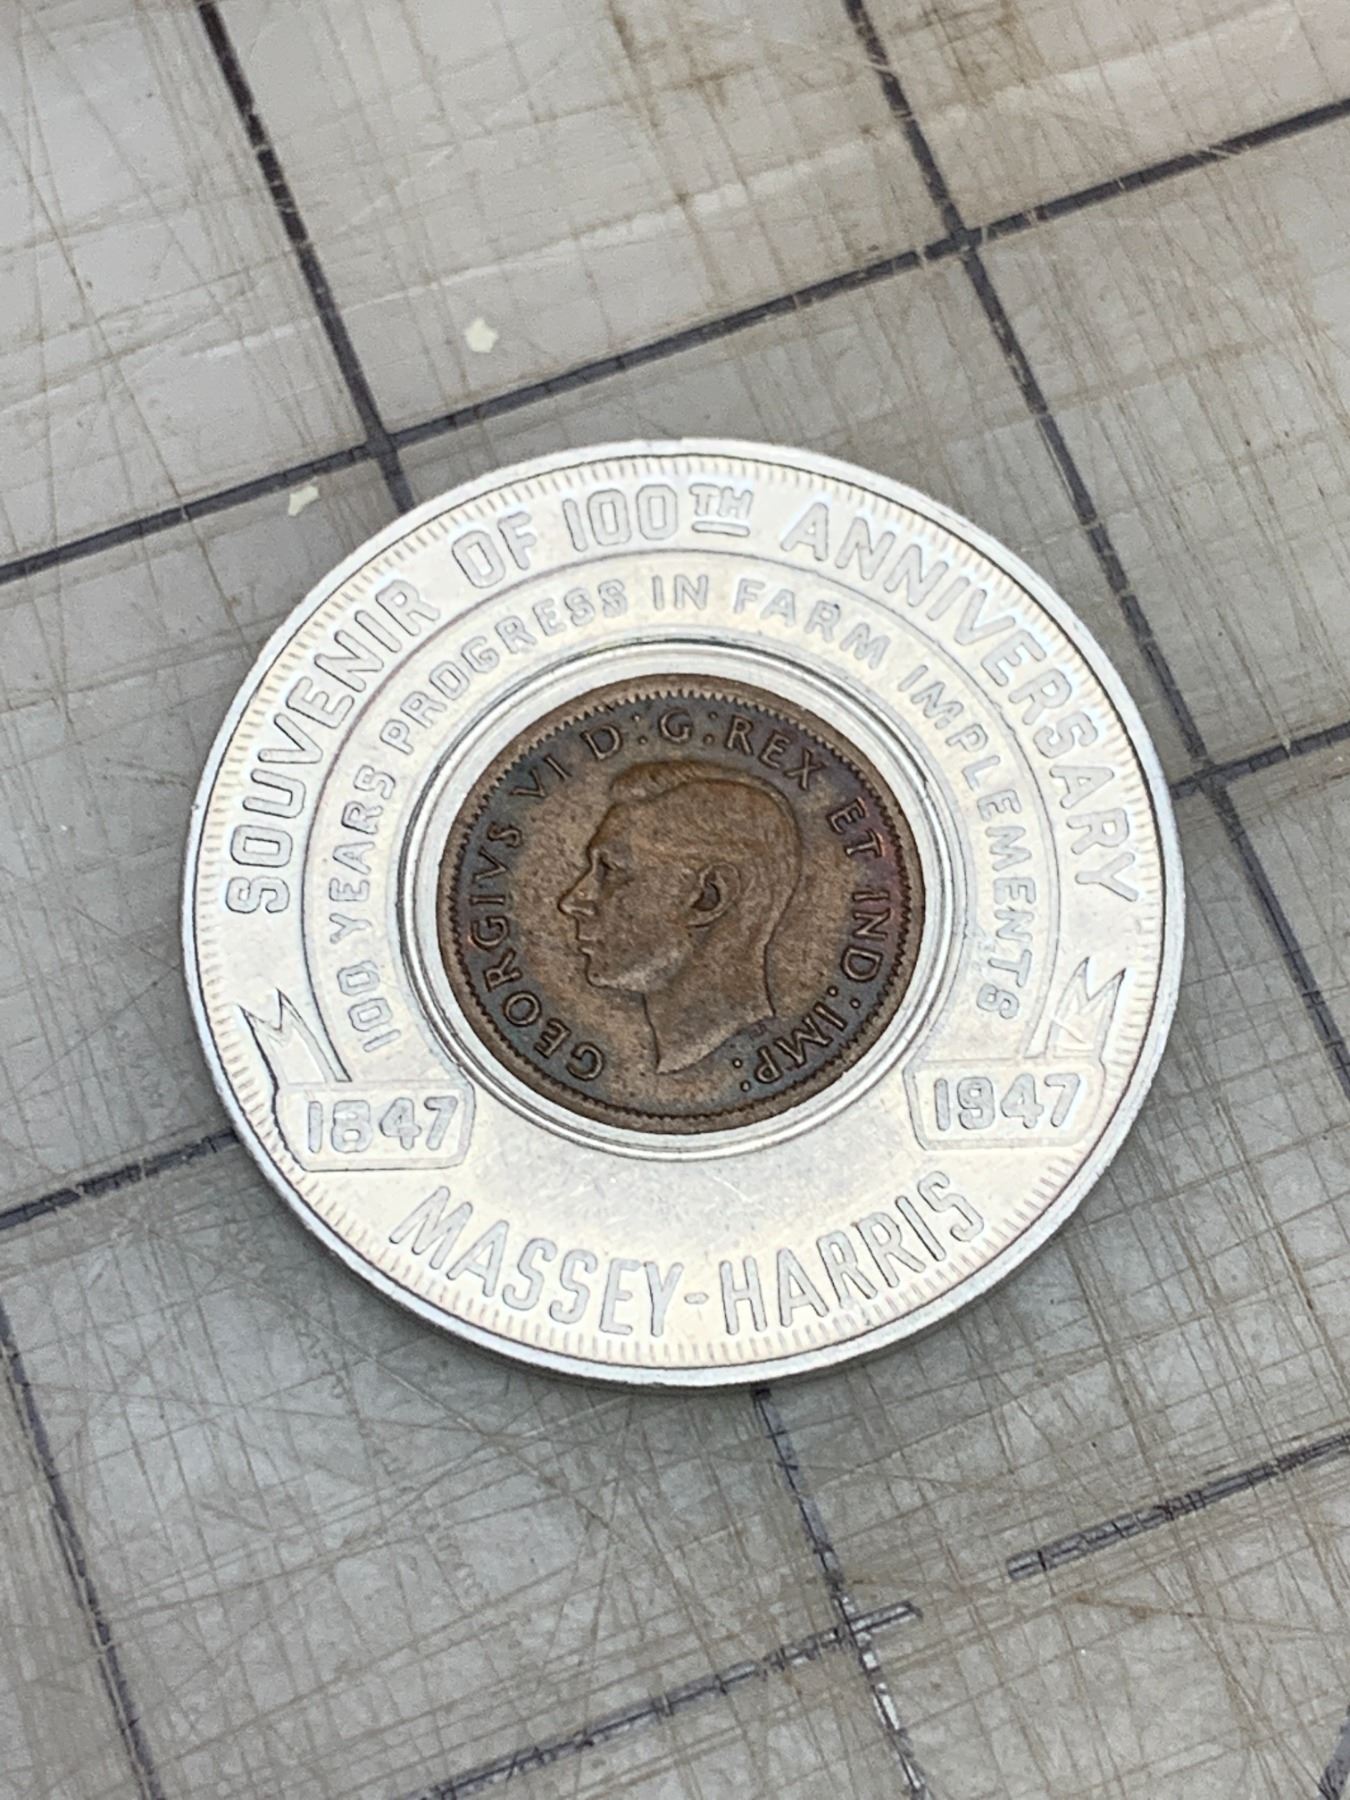 SOUVENIR OF 100TH ANNIVERSARY
100 YEARS PROGRESS IN FARM IMPLEMENTS
GEORGIVS VI D:G:REX ET IND:IMP:
1847
1947
MASSEY-HARRIS